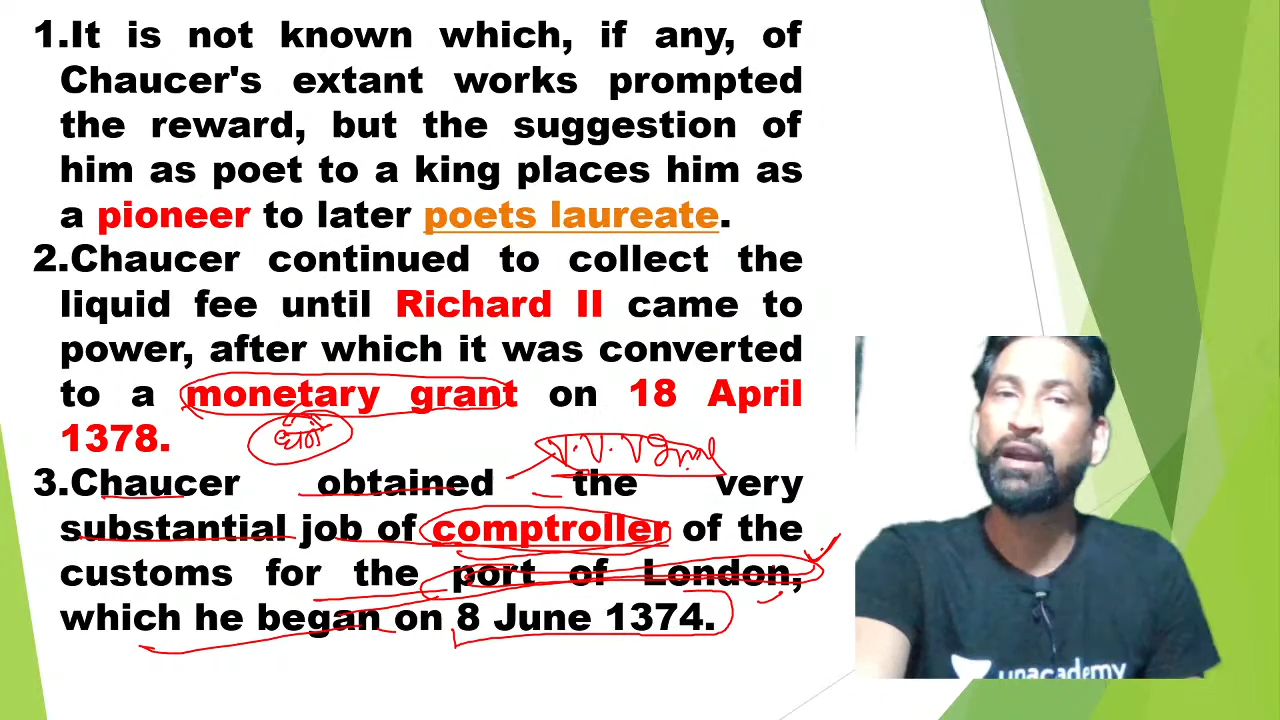 1.It is not known which, if any, of
Chaucer's extant works prompted
the reward, but the suggestion of
him as poet to a king places him as
a pioneer to later poets laureate.
2.Chaucer continued to collect the
liquid fee until Richard II came to
power, after which it was converted
to a monetary grant on 18 April
1378.
3.Chaucer obtained the very
substantial job of comptroller of the
customs for the port of London,
which he began on 8 June 1374.
unacademy